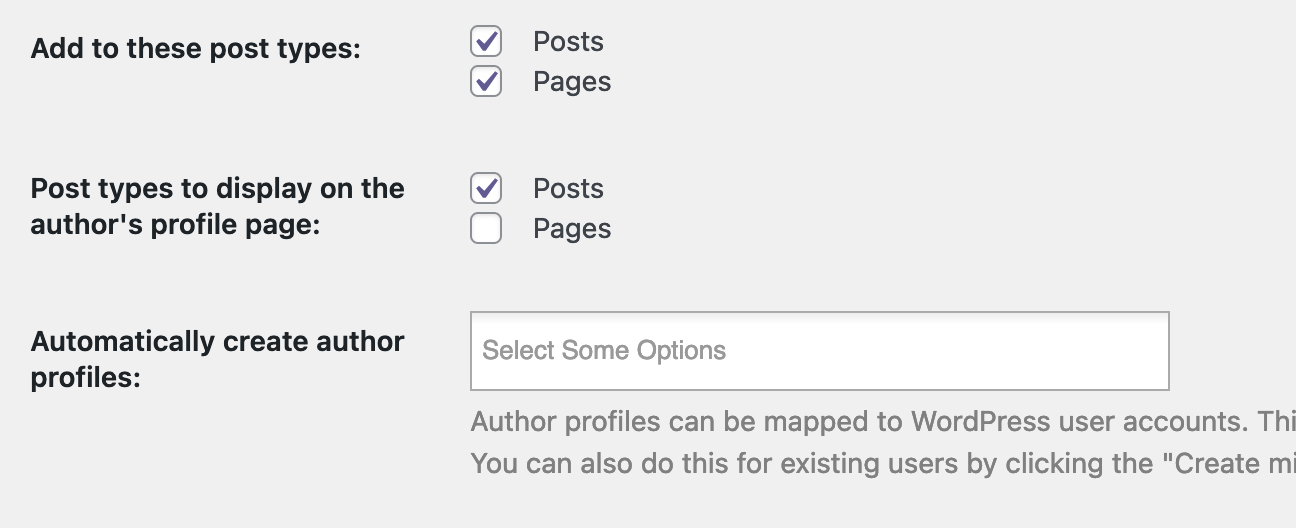 Add to these post types:
Posts
Pages
Post types to display on the
author's profile page:
Posts
Pages
Automatically create author
profiles:
Select Some Options
Author profiles can be mapped to WordPress user accounts. Thi
You can also do this for existing users by clicking the "Create mi